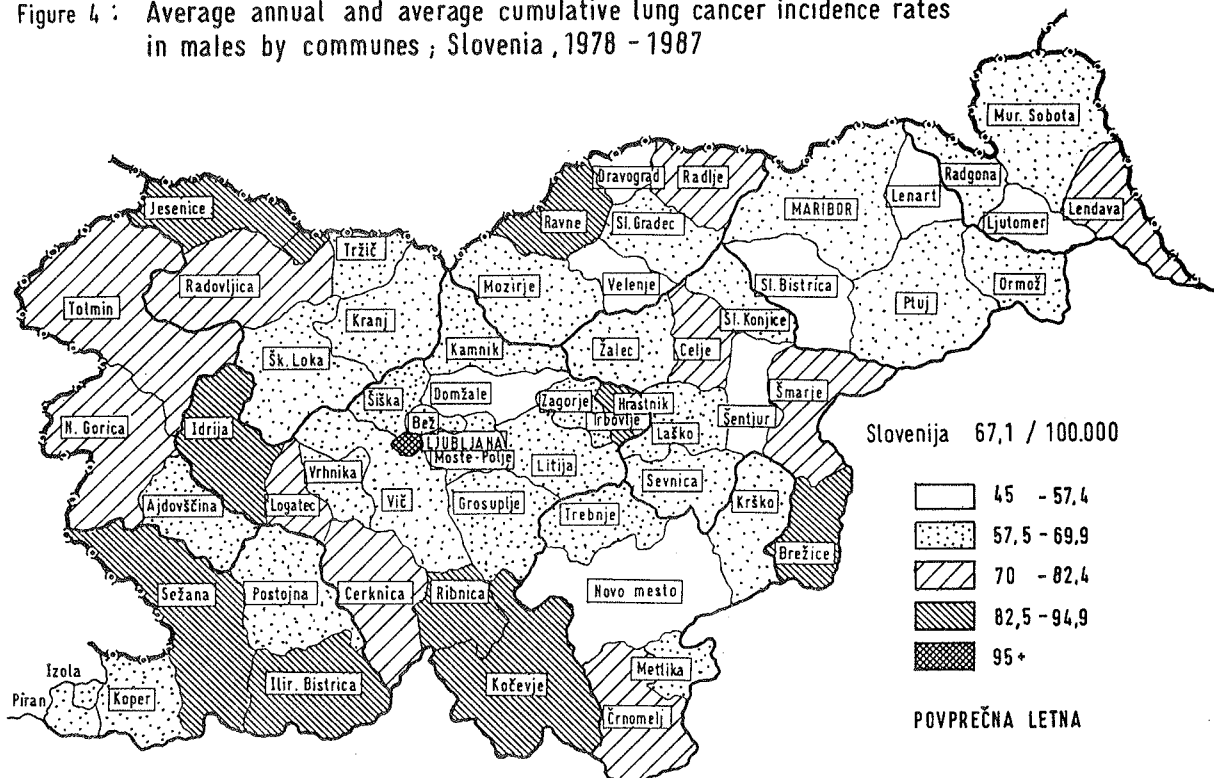 Figure 4 : Average annual and average cumulative lung cancer incidence rates
in males by communes ; Slovenia , 1978 - 1987
Mur. Sobota
Dravograd
Radlje
Radgona
Jesenice
Lenart
MARIBOR
Ravne
Sl. Gradec
Ljutomer
Lendava
Tržič
Radovljica
Mozirje
Velenje
Sl. Bistrica
Ormož
Tolmin
Ptuj
Kranj
Sl. Konjice
Kamnik
Žalec
Celje
Šk. Loka
Šiška
Domžale
Zagorje
Hrastnik
Šmarje
Bež
Trbovlje
Šentjur
N. Gorica
Idrija
LJUBLJANA
Laško
Slovenija 67,1 / 100.000
Moste-Polje
Litija
Vrhnika
Sevnica
Vič
Grosuplje
Krško
Ajdovščina
Logatec
Trebnje
Brežice
45 - 57,4
57,5 - 69,9
70 - 82,4
82,5 - 94,9
95 +
Sežana
Postojna
Cerknica
Ribnica
Novo mesto
Izola
Metlika
Piran
Koper
Ilir. Bistrica
Kočevje
Črnomelj
POVPREČNA LETNA